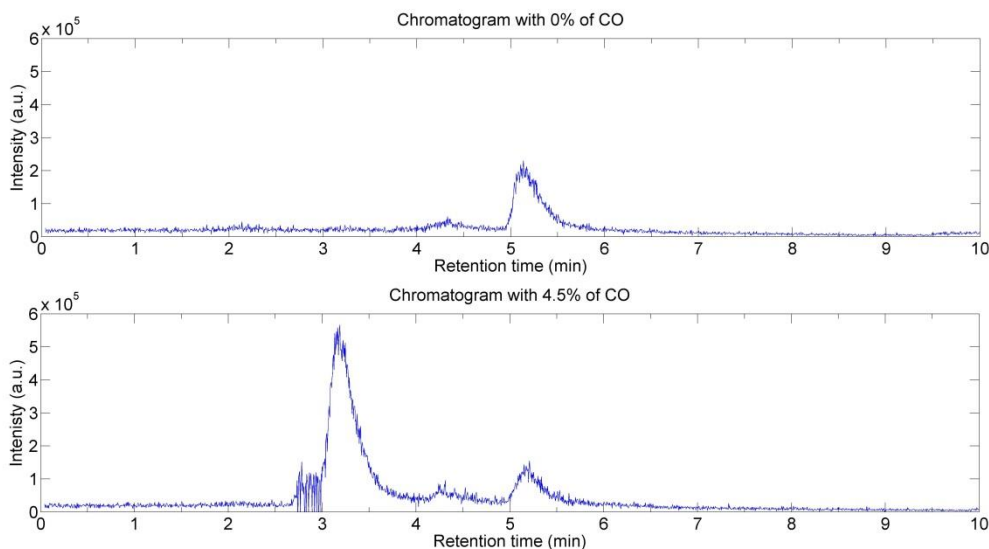 Chromatogram with 0% of CO
x 10^5
6
5
4
3
2
1
0
Intensity (a.u.)
0 1 2 3 4 5 6 7 8 9 10
Retention time (min)
Chromatogram with 4.5% of CO
x 10^5
6
5
4
3
2
1
0
Intenisty (a.u.)
0 1 2 3 4 5 6 7 8 9 10
Retention time (min)